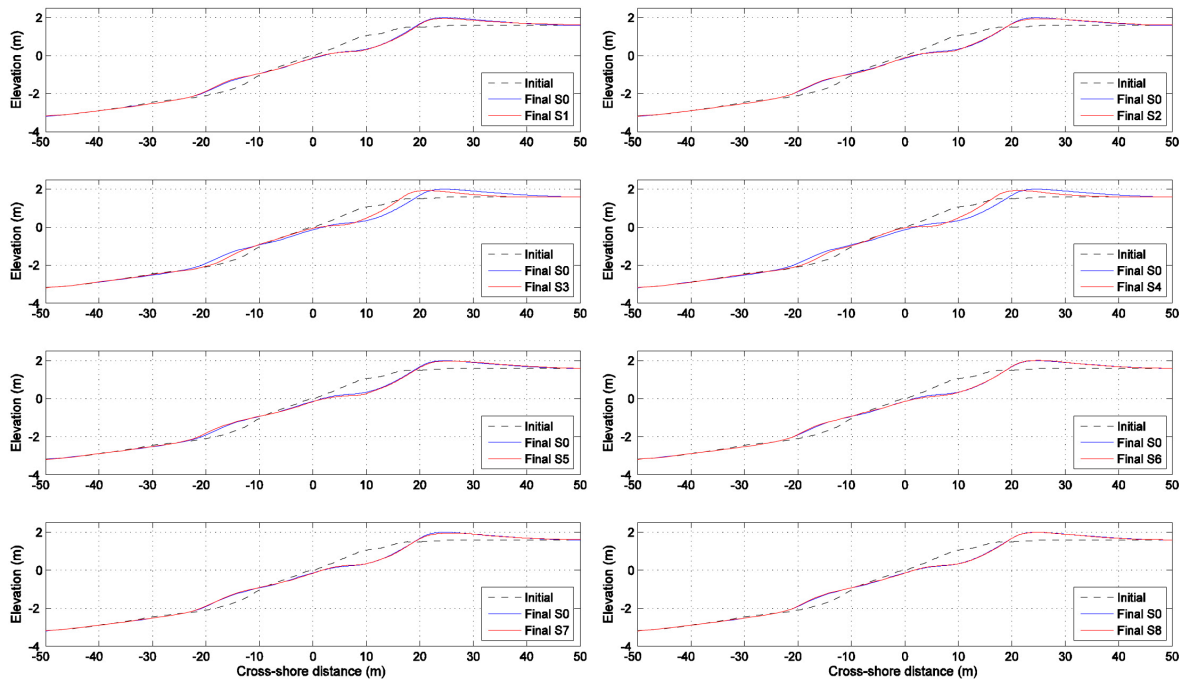 Elevation (m)
2
0
-2
-4
-50 -40 -30 -20 -10 0 10 20 30 40 50
Initial
Final S0
Final S1
Elevation (m)
2
0
-2
-4
-50 -40 -30 -20 -10 0 10 20 30 40 50
Initial
Final S0
Final S2
Elevation (m)
2
0
-2
-4
-50 -40 -30 -20 -10 0 10 20 30 40 50
Initial
Final S0
Final S3
Elevation (m)
2
0
-2
-4
-50 -40 -30 -20 -10 0 10 20 30 40 50
Initial
Final S0
Final S4
Elevation (m)
2
0
-2
-4
-50 -40 -30 -20 -10 0 10 20 30 40 50
Initial
Final S0
Final S5
Elevation (m)
2
0
-2
-4
-50 -40 -30 -20 -10 0 10 20 30 40 50
Initial
Final S0
Final S6
Elevation (m)
2
0
-2
-4
-50 -40 -30 -20 -10 0 10 20 30 40 50
Initial
Final S0
Final S7
Cross-shore distance (m)
Elevation (m)
2
0
-2
-4
-50 -40 -30 -20 -10 0 10 20 30 40 50
Initial
Final S0
Final S8
Cross-shore distance (m)